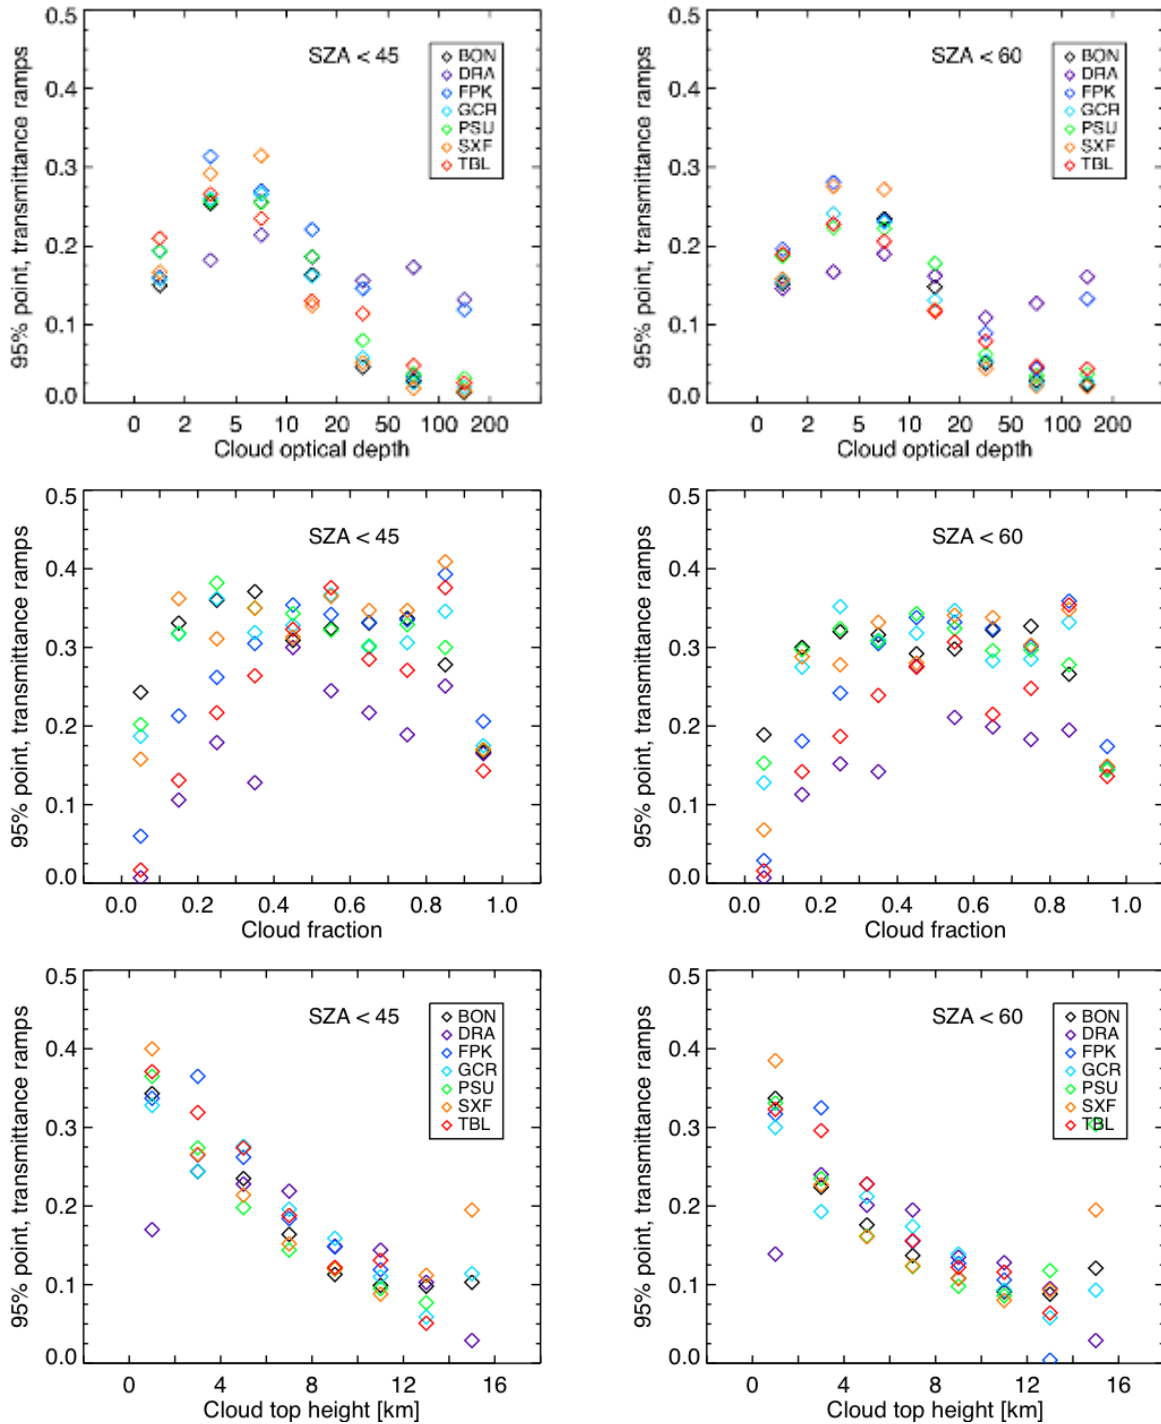 0.5
0.4
0.3
0.2
0.1
0.0
95% point, transmittance ramps
SZA < 45
BON
DRA
FPK
GCR
PSU
SXF
TBL
0 2 5 10 20 50 100 200
Cloud optical depth
0.5
0.4
0.3
0.2
0.1
0.0
95% point, transmittance ramps
SZA < 60
BON
DRA
FPK
GCR
PSU
SXF
TBL
0 2 5 10 20 50 100 200
Cloud optical depth
0.5
0.4
0.3
0.2
0.1
0.0
95% point, transmittance ramps
SZA < 45
0.0 0.2 0.4 0.6 0.8 1.0
Cloud fraction
0.5
0.4
0.3
0.2
0.1
0.0
95% point, transmittance ramps
SZA < 60
0.0 0.2 0.4 0.6 0.8 1.0
Cloud fraction
0.5
0.4
0.3
0.2
0.1
0.0
95% point, transmittance ramps
SZA < 45
BON
DRA
FPK
GCR
PSU
SXF
TBL
0 4 8 12 16
Cloud top height [km]
0.5
0.4
0.3
0.2
0.1
0.0
95% point, transmittance ramps
SZA < 60
BON
DRA
FPK
GCR
PSU
SXF
TBL
0 4 8 12 16
Cloud top height [km]